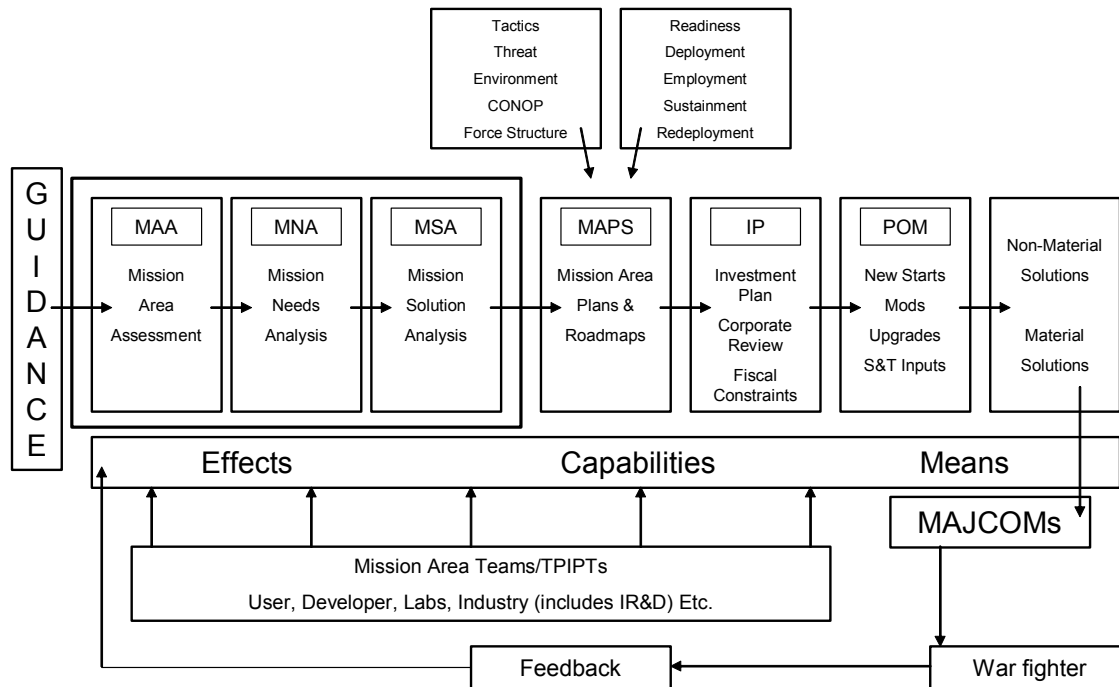 Tactics
Threat
Environment
CONOP
Force Structure
Readiness
Deployment
Employment
Sustainment
Redeployment
GUIDANCE
MAA
Mission
Area
Assessment
MNA
Mission
Needs
Analysis
MSA
Mission
Solution
Analysis
MAPS
Mission Area
Plans &
Roadmaps
IP
Investment
Plan
Corporate
Review
Fiscal
Constraints
POM
New Starts
Mods
Upgrades
S&T Inputs
Non-Material
Solutions
Material
Solutions
Effects
Capabilities
Means
MAJCOMs
Mission Area Teams/TPIPTs
User, Developer, Labs, Industry (includes IR&D) Etc.
Feedback
War fighter